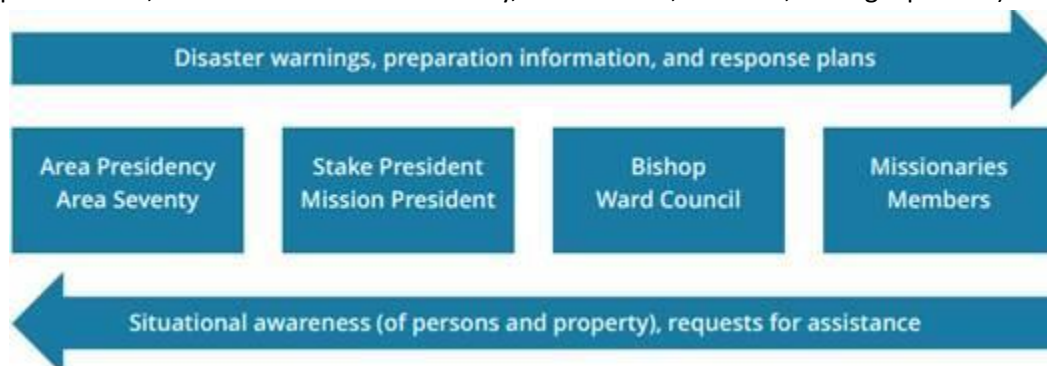 Disaster warnings, preparation information, and response plans
Area Presidency
Area Seventy
Stake President
Mission President
Bishop
Ward Council
Missionaries
Members
Situational awareness (of persons and property), requests for assistance